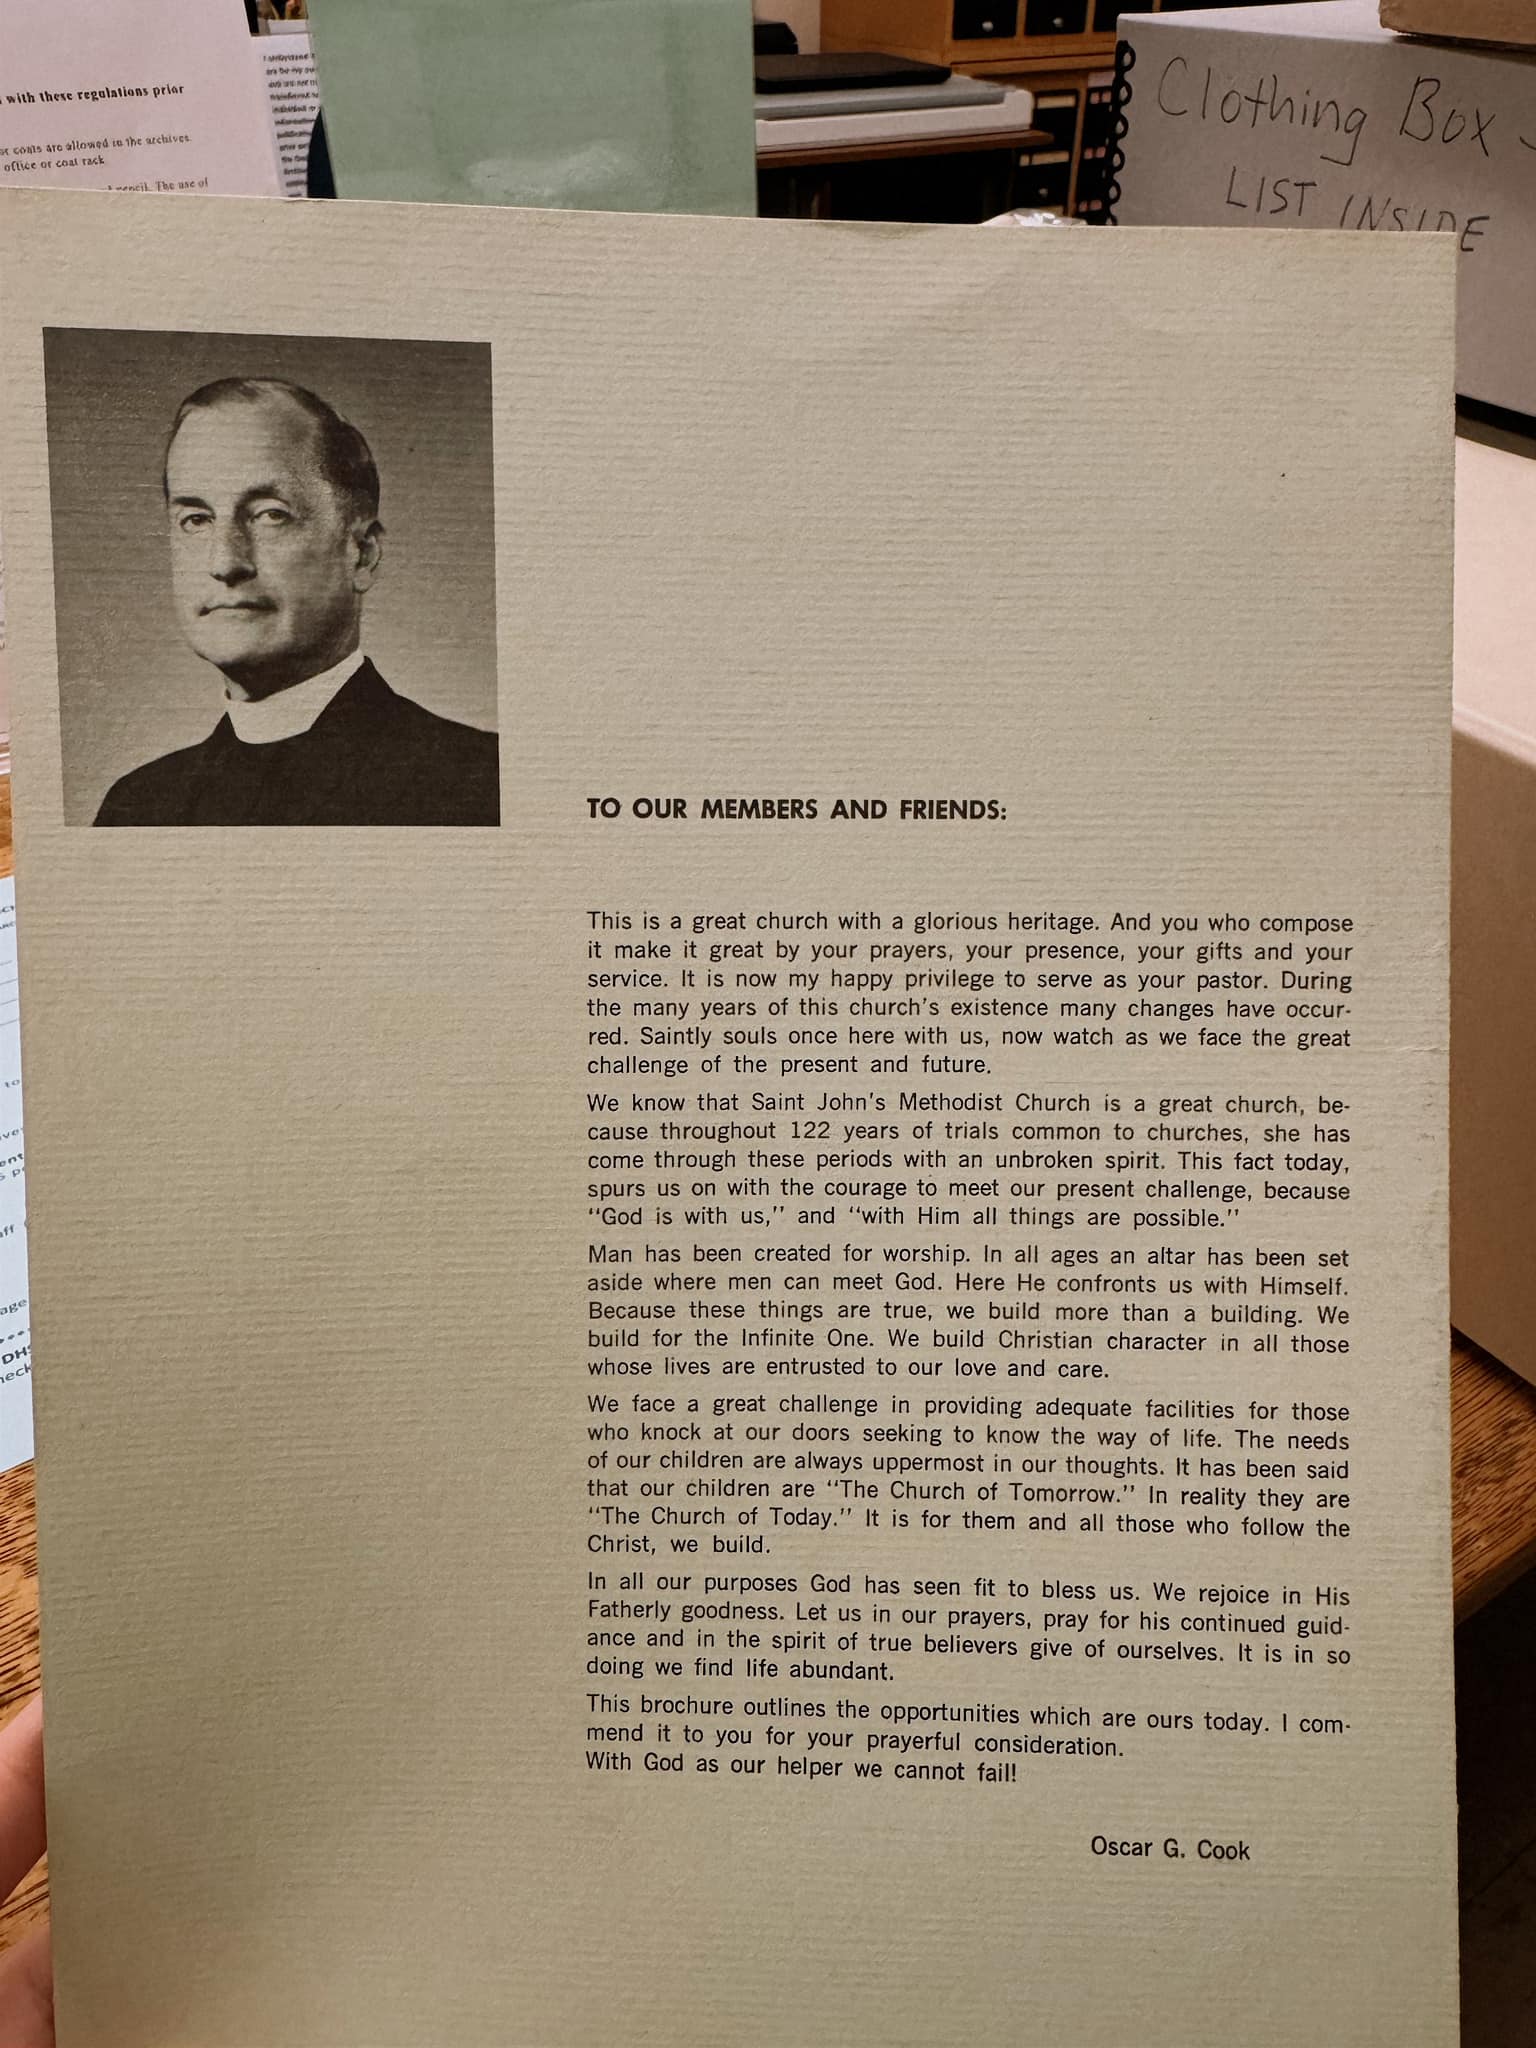 with these regulations prior
or coats are allowed in the archives.
office or coat rack
pencil. The use of
Clothing Box
LIST INSIDE
TO OUR MEMBERS AND FRIENDS:
This is a great church with a glorious heritage. And you who compose
it make it great by your prayers, your presence, your gifts and your
service. It is now my happy privilege to serve as your pastor. During
the many years of this church's existence many changes have occur-
red. Saintly souls once here with us, now watch as we face the great
challenge of the present and future.
We know that Saint John's Methodist Church is a great church, be-
cause throughout 122 years of trials common to churches, she has
come through these periods with an unbroken spirit. This fact today,
spurs us on with the courage to meet our present challenge, because
"God is with us," and "with Him all things are possible."
Man has been created for worship. In all ages an altar has been set
aside where men can meet God. Here He confronts us with Himself.
Because these things are true, we build more than a building. We
build for the Infinite One. We build Christian character in all those
whose lives are entrusted to our love and care.
We face a great challenge in providing adequate facilities for those
who knock at our doors seeking to know the way of life. The needs
of our children are always uppermost in our thoughts. It has been said
that our children are "The Church of Tomorrow." In reality they are
"The Church of Today." It is for them and all those who follow the
Christ, we build.
In all our purposes God has seen fit to bless us. We rejoice in His
Fatherly goodness. Let us in our prayers, pray for his continued guid-
ance and in the spirit of true believers give of ourselves. It is in so
doing we find life abundant.
This brochure outlines the opportunities which are ours today. I com-
mend it to you for your prayerful consideration.
With God as our helper we cannot fail!
Oscar G. Cook